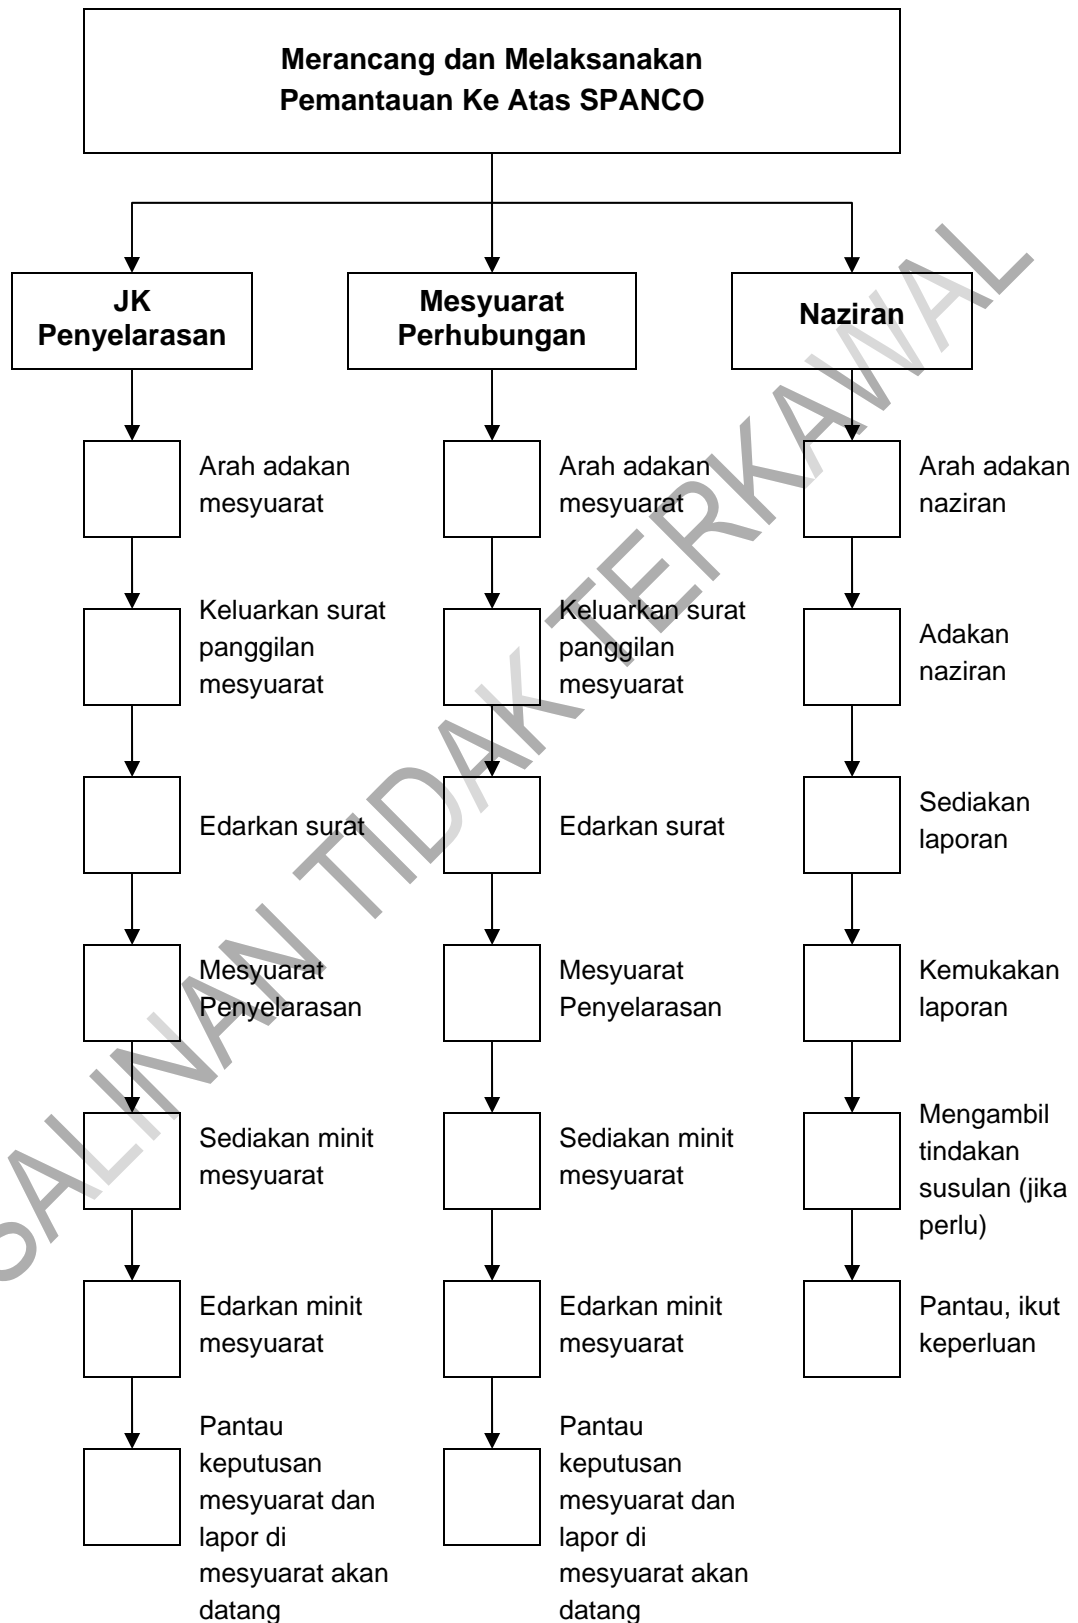 Merancang dan Melaksanakan
Pemantauan Ke Atas SPANCO
JK
Penyelarasan
Mesyuarat
Perhubungan
Naziran
Arah adakan
mesyuarat
Keluarkan surat
panggilan
mesyuarat
Edarkan surat
Mesyuarat
Penyelarasan
Sediakan minit
mesyuarat
Edarkan minit
mesyuarat
Pantau
keputusan
mesyuarat dan
lapor di
mesyuarat akan
datang
Arah adakan
mesyuarat
Keluarkan surat
panggilan
mesyuarat
Edarkan surat
Mesyuarat
Penyelarasan
Sediakan minit
mesyuarat
Edarkan minit
mesyuarat
Pantau
keputusan
mesyuarat dan
lapor di
mesyuarat akan
datang
Arah adakan
naziran
Adakan
naziran
Sediakan
laporan
Kemukakan
laporan
Mengambil
tindakan
susulan (jika
perlu)
Pantau, ikut
keperluan
SALINAN TIDAK TERKAWAL